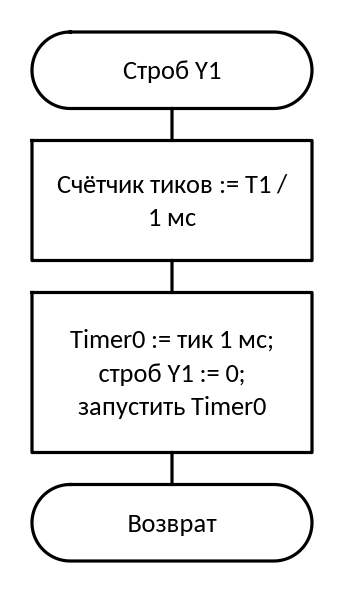 Строб Y1
Счётчик тиков := T1 /
1 мс
Timer0 := тик 1 мс;
строб Y1 := 0;
запустить Timer0
Возврат